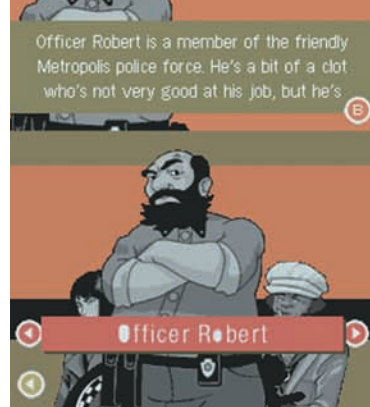 Officer Robert is a member of the friendly
Metropolis police force. He's a bit of a clot
who's not very good at his job, but he's
B
Officer Robert